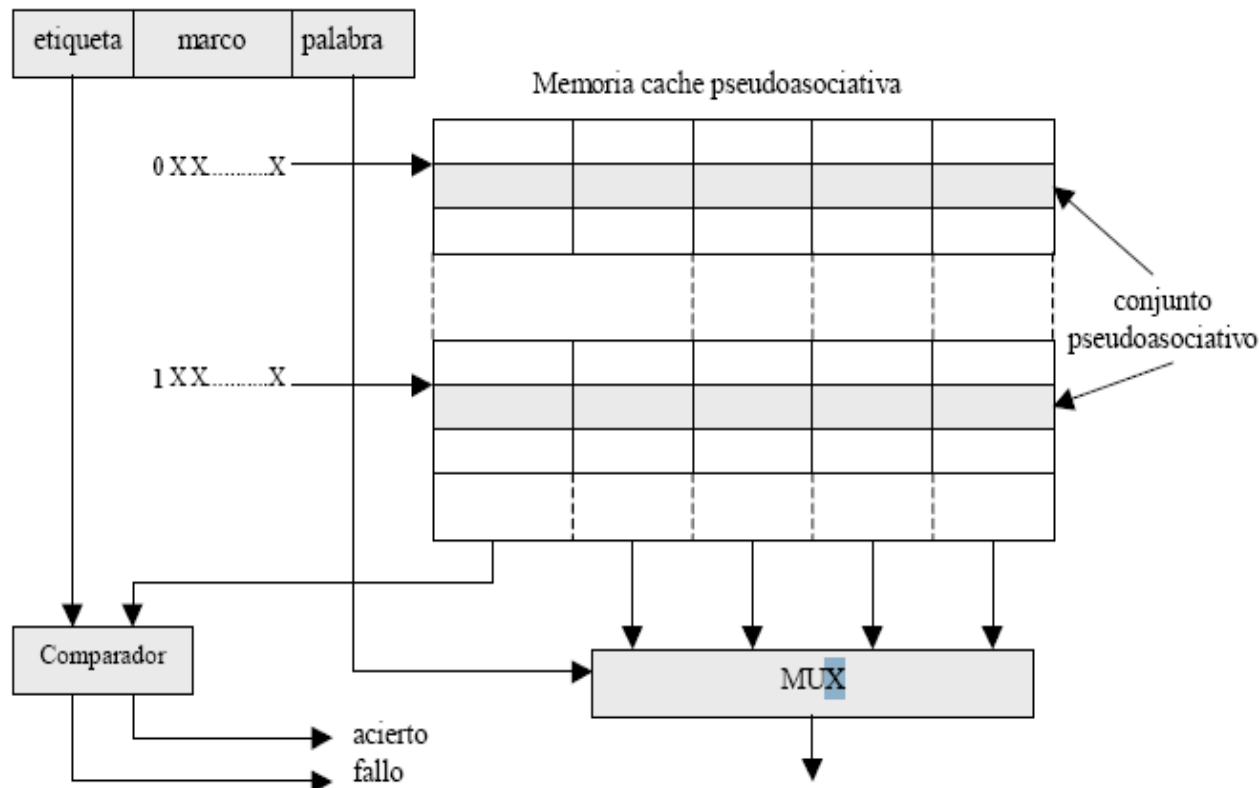 etiqueta marco palabra
Memoria cache pseudoasociativa
0 X X...........X
conjunto
pseudoasociativo
1 X X...........X
Comparador
MUX
acierto
fallo